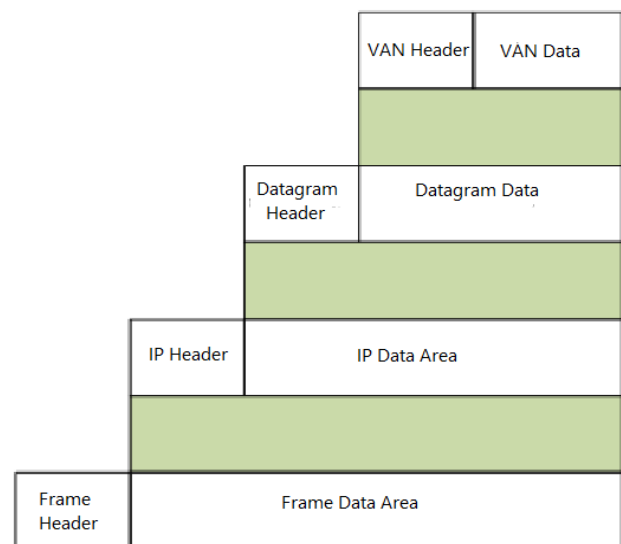 VAN Header
VAN Data
Datagram
Header
Datagram Data
IP Header
IP Data Area
Frame
Header
Frame Data Area